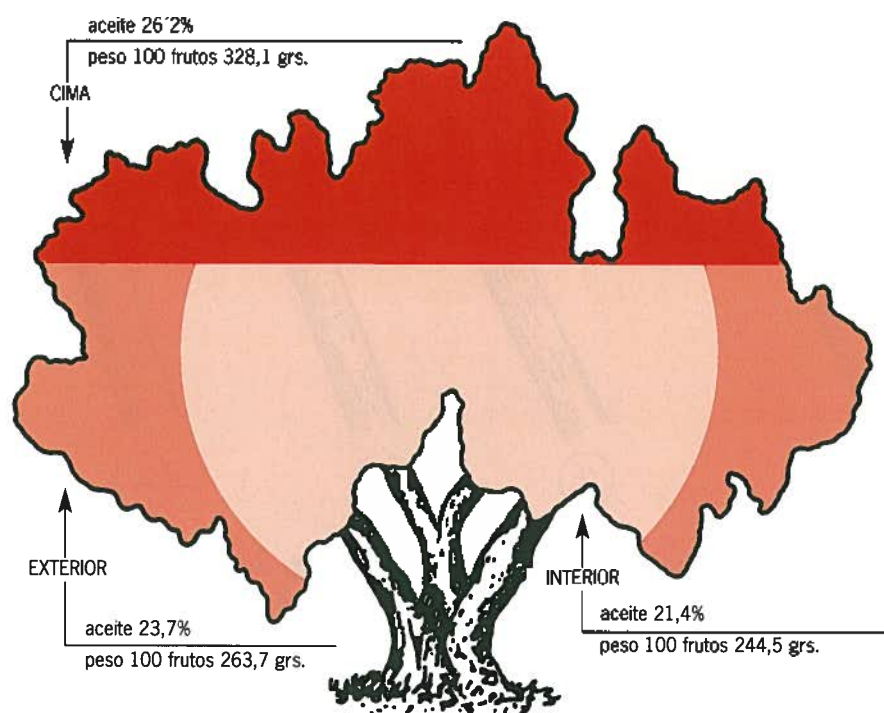 aceite 26´2%
peso 100 frutos 328,1 grs.
CIMA
EXTERIOR
aceite 23,7%
peso 100 frutos 263,7 grs.
INTERIOR
aceite 21,4%
peso 100 frutos 244,5 grs.